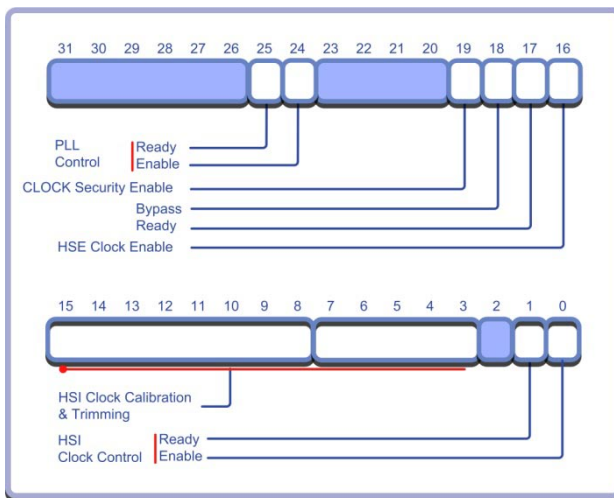 31 30 29 28 27 26 25 24 23 22 21 20 19 18 17 16
PLL Control
Ready
Enable
CLOCK Security Enable
Bypass
Ready
HSE Clock Enable
15 14 13 12 11 10 9 8 7 6 5 4 3 2 1 0
HSI Clock Calibration
& Trimming
HSI
Clock Control
Ready
Enable